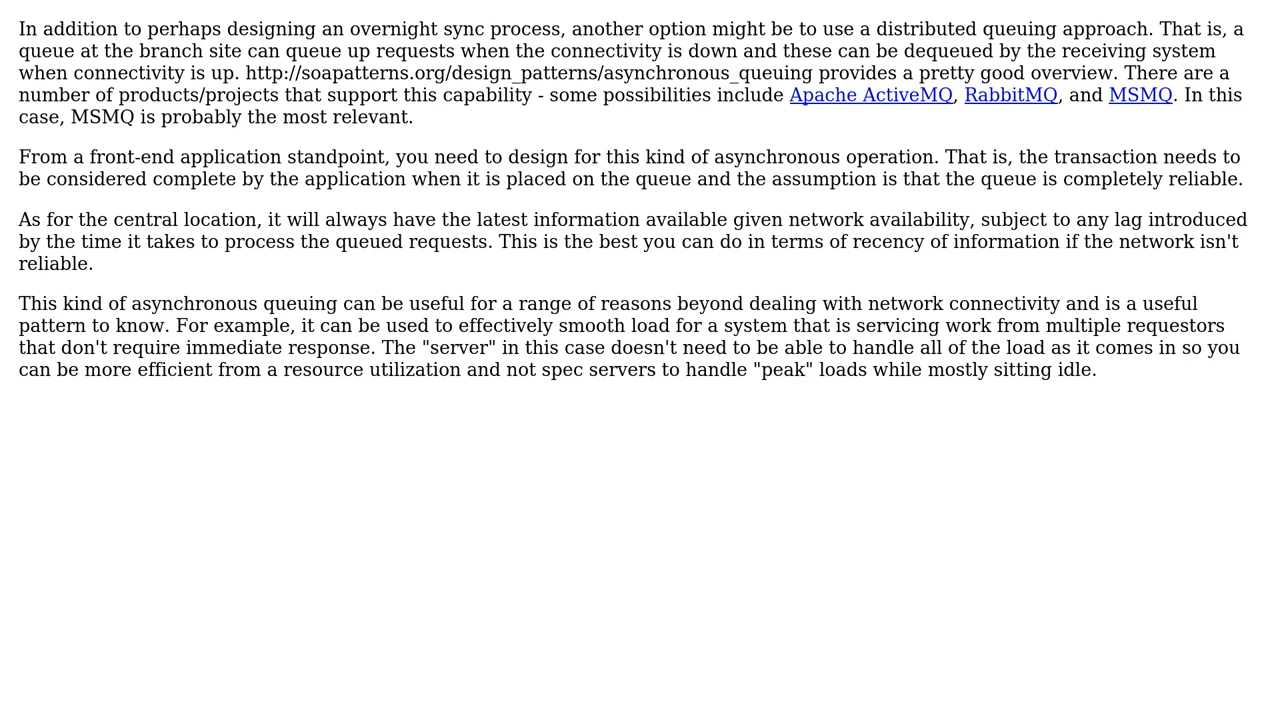 In addition to perhaps designing an overnight sync process, another option might be to use a distributed queuing approach. That is, a
queue at the branch site can queue up requests when the connectivity is down and these can be dequeued by the receiving system
when connectivity is up. http://soapatterns.org/design_patterns/asynchronous_queuing provides a pretty good overview. There are a
number of products/projects that support this capability - some possibilities include Apache ActiveMQ, RabbitMQ, and MSMQ. In this
case, MSMQ is probably the most relevant.
From a front-end application standpoint, you need to design for this kind of asynchronous operation. That is, the transaction needs to
be considered complete by the application when it is placed on the queue and the assumption is that the queue is completely reliable.
As for the central location, it will always have the latest information available given network availability, subject to any lag introduced
by the time it takes to process the queued requests. This is the best you can do in terms of recency of information if the network isn't
reliable.
This kind of asynchronous queuing can be useful for a range of reasons beyond dealing with network connectivity and is a useful
pattern to know. For example, it can be used to effectively smooth load for a system that is servicing work from multiple requestors
that don't require immediate response. The "server" in this case doesn't need to be able to handle all of the load as it comes in so you
can be more efficient from a resource utilization and not spec servers to handle "peak" loads while mostly sitting idle.